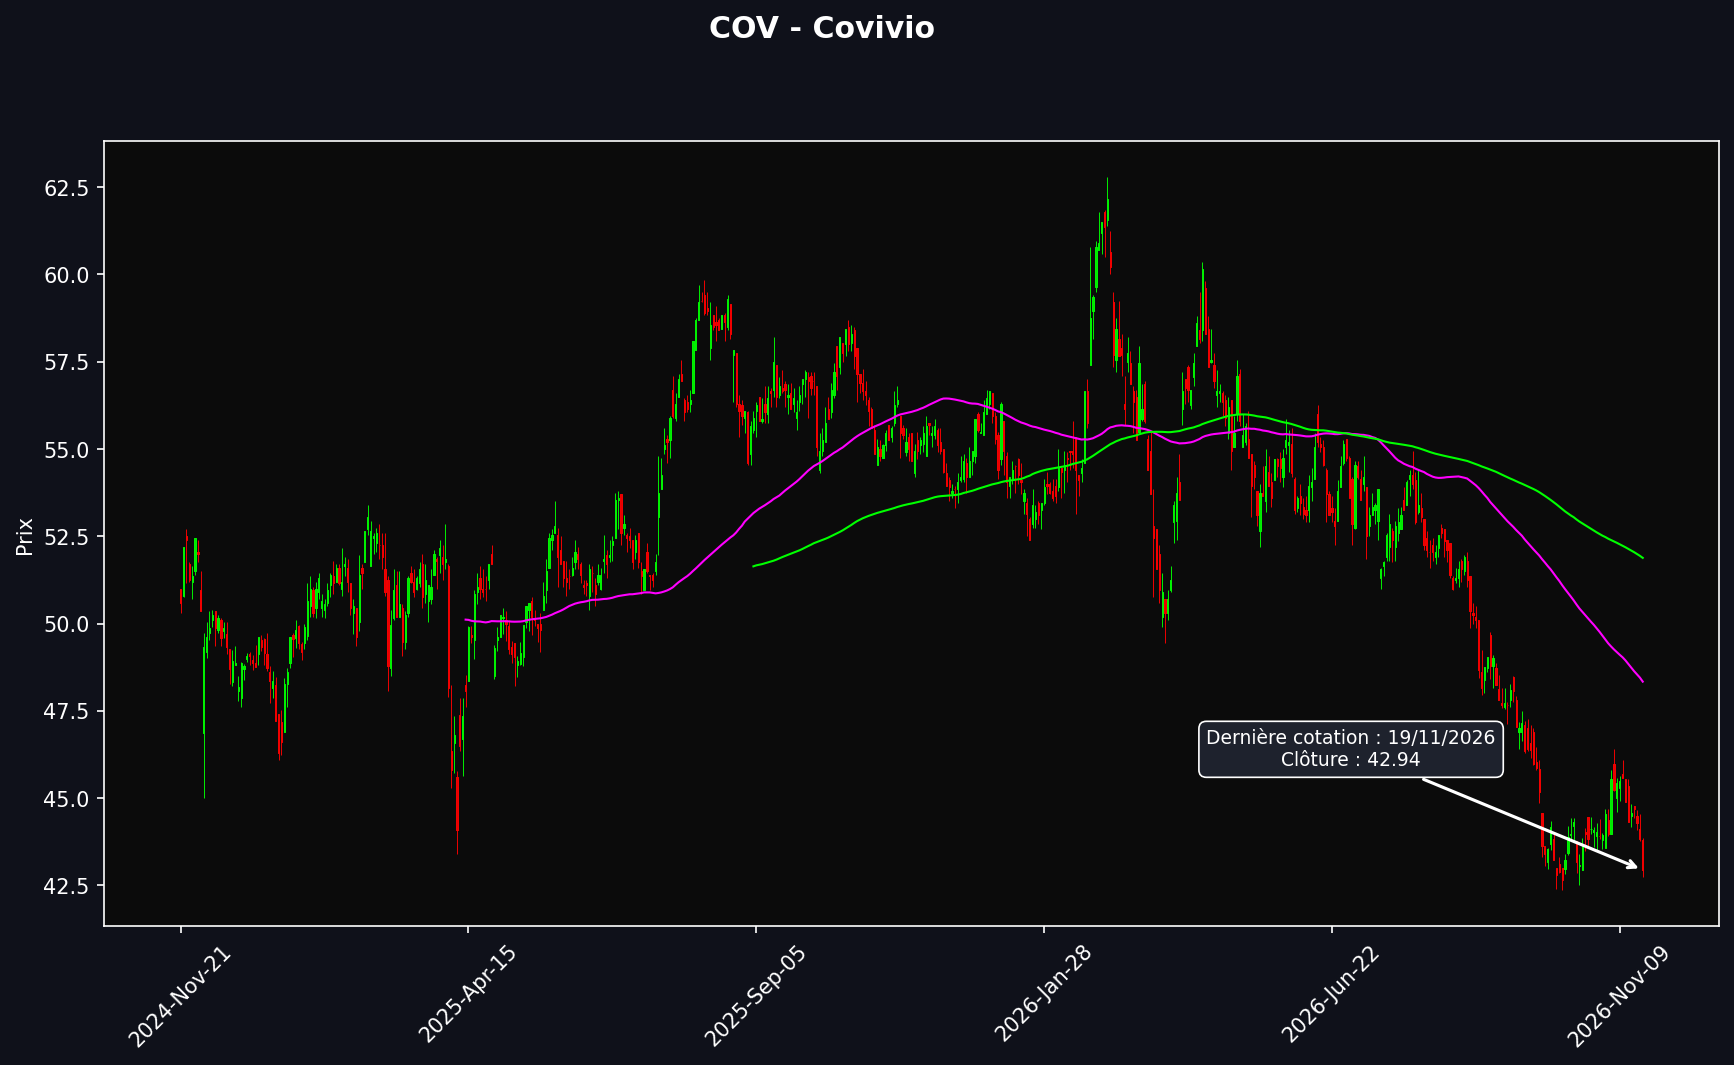 COV - Covivio
Prix
62.5
60.0
57.5
55.0
52.5
50.0
47.5
45.0
42.5
Dernière cotation : 19/11/2026
Clôture : 42.94
2024-Nov-21
2025-Apr-15
2025-Sep-05
2026-Jan-28
2026-Jun-22
2026-Nov-09